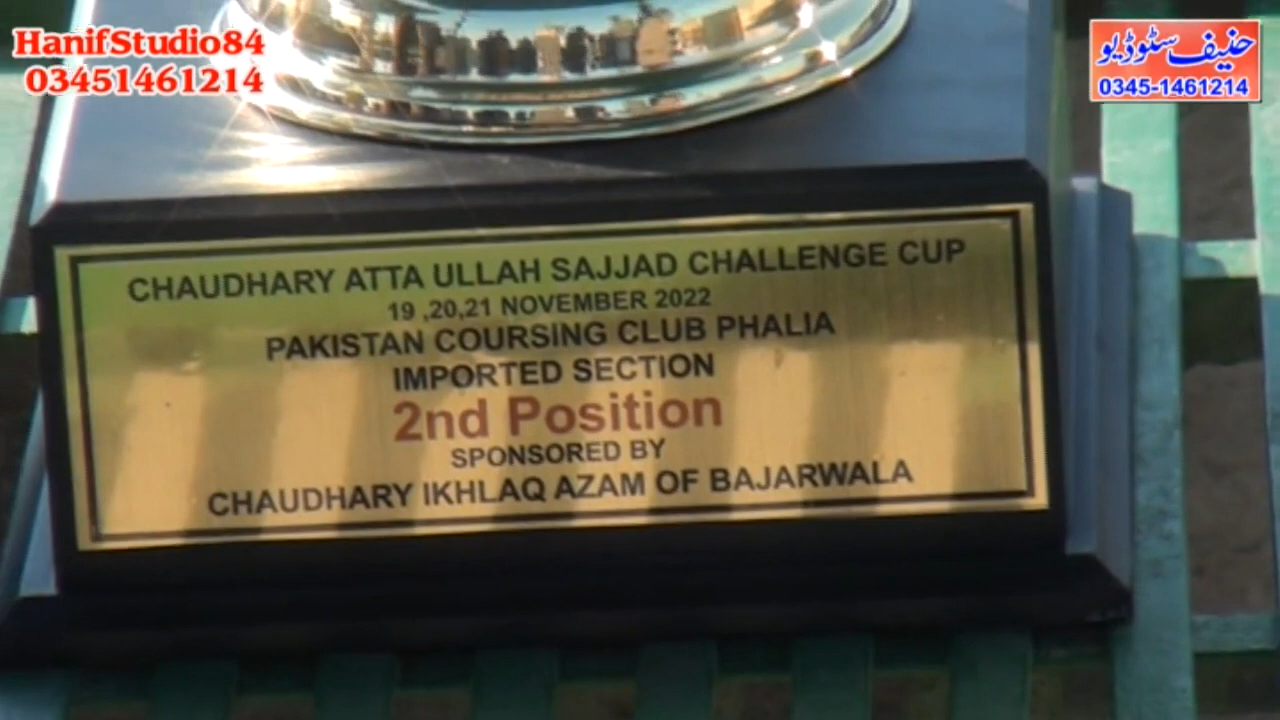 HanifStudio84
03451461214
حنیف سٹوڈیو
0345-1461214
CHAUDHARY ATTA ULLAH SAJJAD CHALLENGE CUP
19 ,20,21 NOVEMBER 2022
PAKISTAN COURSING CLUB PHALIA
IMPORTED SECTION
2nd Position
SPONSORED BY
CHAUDHARY IKHLAQ AZAM OF BAJARWALA